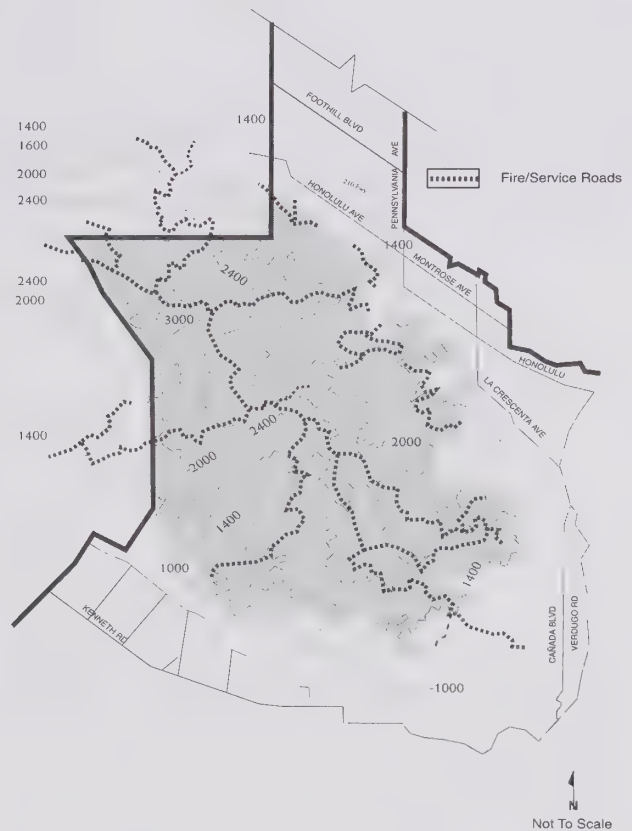 1400
1600
2000
2400
2400
2000
1400
1400
FOOTHILL BLVD
PENNSYLVANIA AVE
Fire/Service Roads
HONOLULU AVE
1400
MONTROSE AVE
HONOLULU
LA CRESCENTA AVE
2400
3000
2400
2000
-2000
1400
1000
1400
KENNETH RD
CAÑADA BLVD
VERDUGO RD
-1000
N
Not To Scale